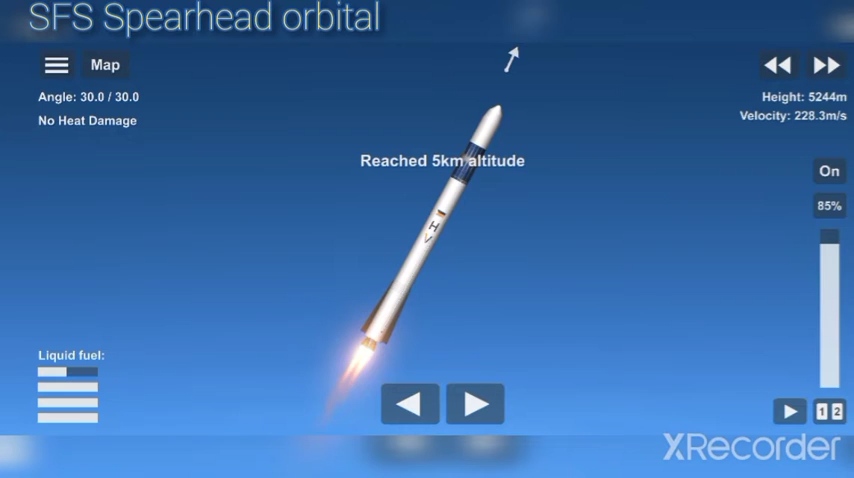 SFS Spearhead orbital
Map
Angle: 30.0 / 30.0
No Heat Damage
Height: 5244m
Velocity: 228.3m/s
Reached 5km altitude
On
85%
H
V
Liquid fuel:
1 2
XRecorder